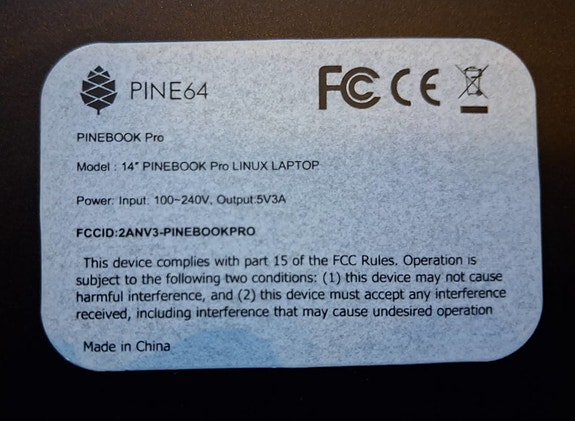 PINE64
FC CE
PINEBOOK Pro
Model : 14" PINEBOOK Pro LINUX LAPTOP
Power: Input: 100~240V, Output:5V3A
FCCID:2ANV3-PINEBOOKPRO
This device complies with part 15 of the FCC Rules. Operation is
subject to the following two conditions: (1) this device may not cause
harmful interference, and (2) this device must accept any interference
received, including interference that may cause undesired operation
Made in China